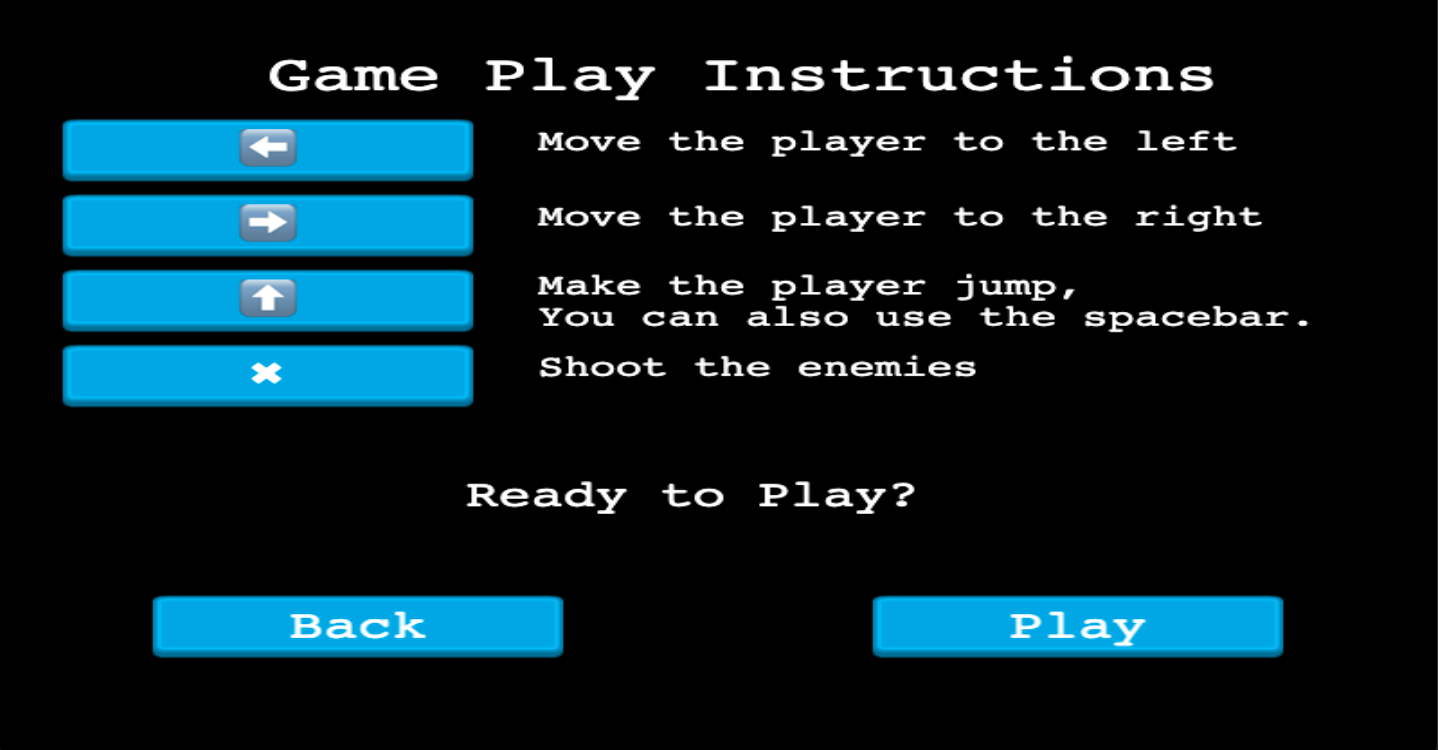 Game Play Instructions
⬅ Move the player to the left
➡ Move the player to the right
⬆ Make the player jump,
You can also use the spacebar.
✖ Shoot the enemies
Ready to Play?
Back
Play